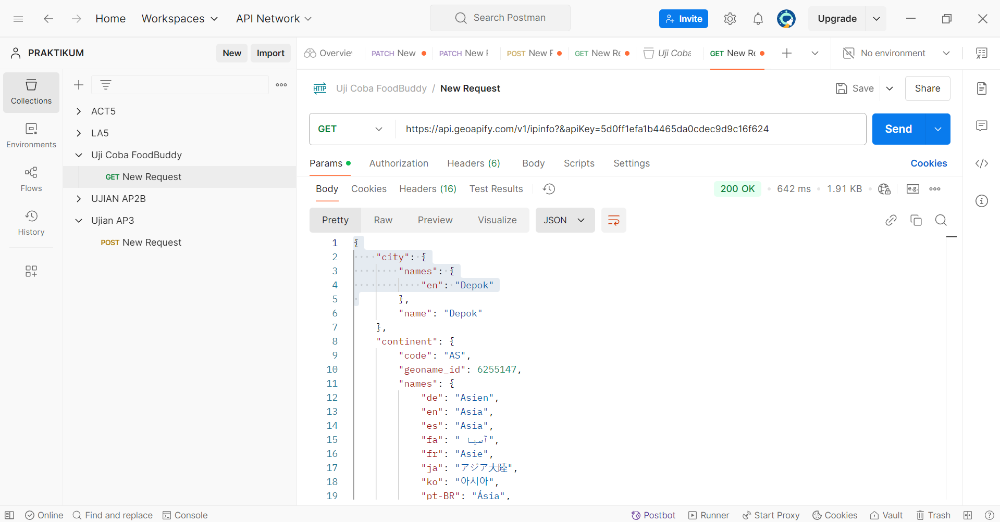 Home Workspaces API Network Search Postman Invite Upgrade
PRAKTIKUM New Import Overview PATCH New PATCH New F POST New F GET New Re Uji Coba GET New Re No environment
Collections
Environments
Flows
History
ACT5
LA5
Uji Coba FoodBuddy
GET New Request
UJIAN AP2B
Ujian AP3
POST New Request
HTTP Uji Coba FoodBuddy / New Request Save Share
GET https://api.geoapify.com/v1/ipinfo?&apiKey=5d0ff1efa1b4465da0cdec9d9c16f624 Send
Params Authorization Headers (6) Body Scripts Settings Cookies
Body Cookies Headers (16) Test Results 200 OK 642 ms 1.91 KB e.g.
Pretty Raw Preview Visualize JSON
1 {
2 "city": {
3 "names": {
4 "en": "Depok"
5 },
6 "name": "Depok"
7 },
8 "continent": {
9 "code": "AS",
10 "geoname_id": 6255147,
11 "names": {
12 "de": "Asien",
13 "en": "Asia",
14 "es": "Asia",
15 "fa": " آسیا",
16 "fr": "Asie",
17 "ja": "アジア大陸",
18 "ko": "아시아",
19 "pt-BR": "Ásia",
Online Find and replace Console Postbot Runner Start Proxy Cookies Vault Trash